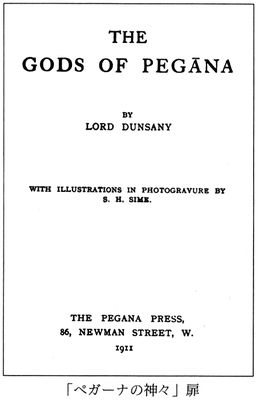 THE
GODS OF PEGĀNA
BY
LORD DUNSANY
WITH ILLUSTRATIONS IN PHOTOGRAVURE BY
S. H. SIME.
THE PEGANA PRESS,
86, NEWMAN STREET, W.
1911
「ペガーナの神々」扉